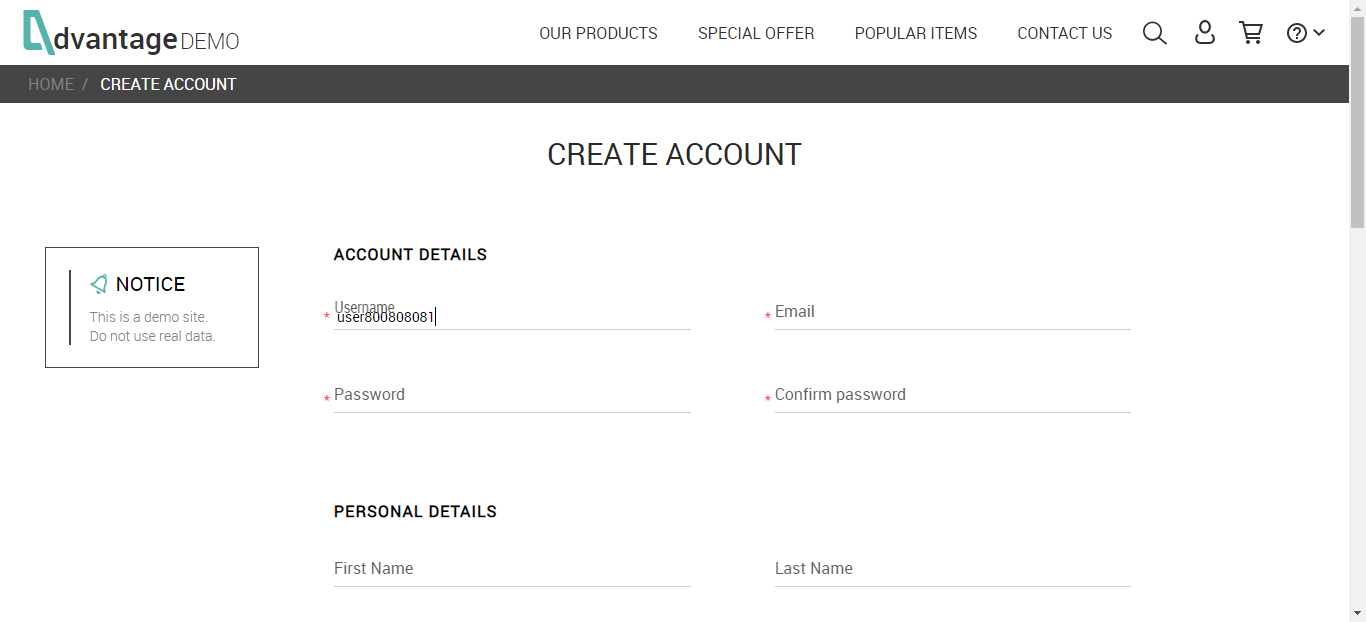 dvantage DEMO
OUR PRODUCTS
SPECIAL OFFER
POPULAR ITEMS
CONTACT US
HOME / CREATE ACCOUNT
CREATE ACCOUNT
NOTICE
This is a demo site.
Do not use real data.
ACCOUNT DETAILS
* Username
user800808081
* Email
* Password
* Confirm password
PERSONAL DETAILS
First Name
Last Name